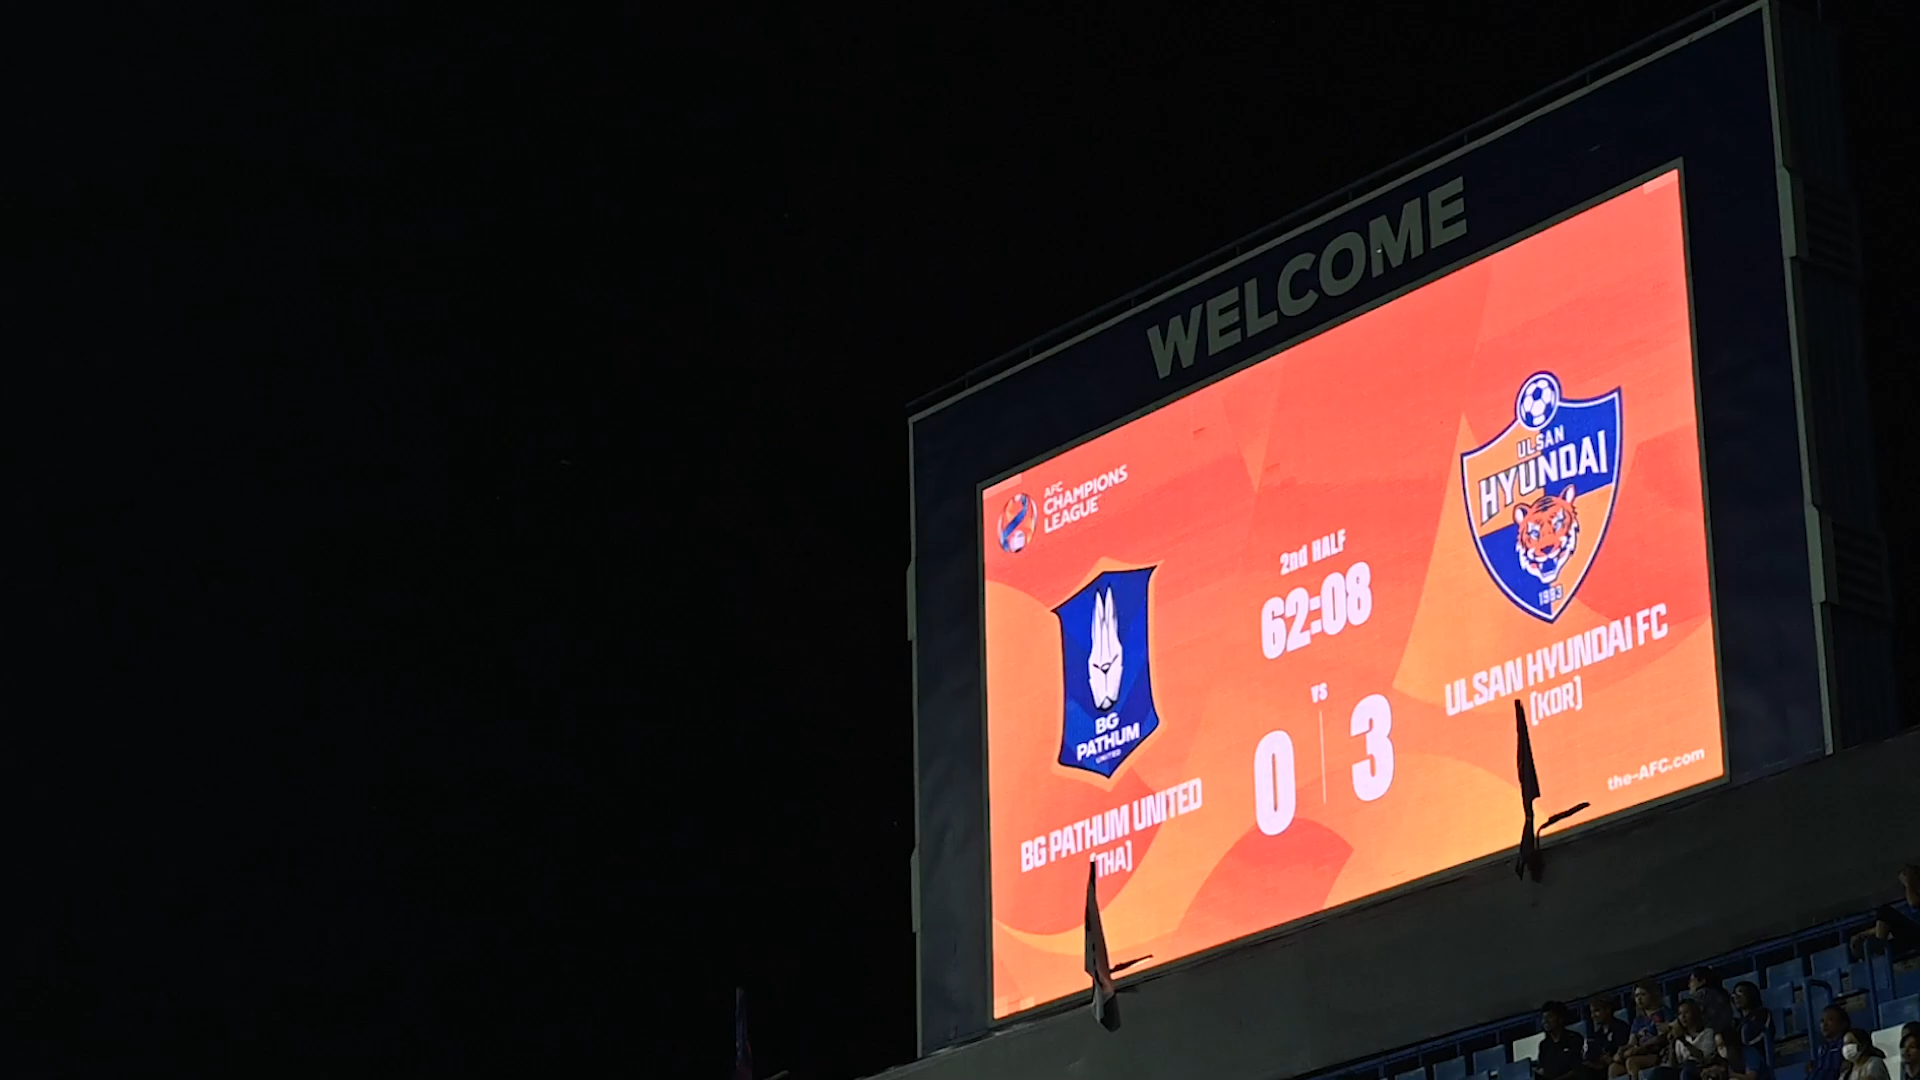 WELCOME
AFC
CHAMPIONS
LEAGUE
ULSAN
HYUNDAI
1983
2nd HALF
62:08
BG
PATHUM
UNITED
ULSAN HYUNDAI FC
[KOR]
vs
0 3
BG PATHUM UNITED
[THA]
the-AFC.com